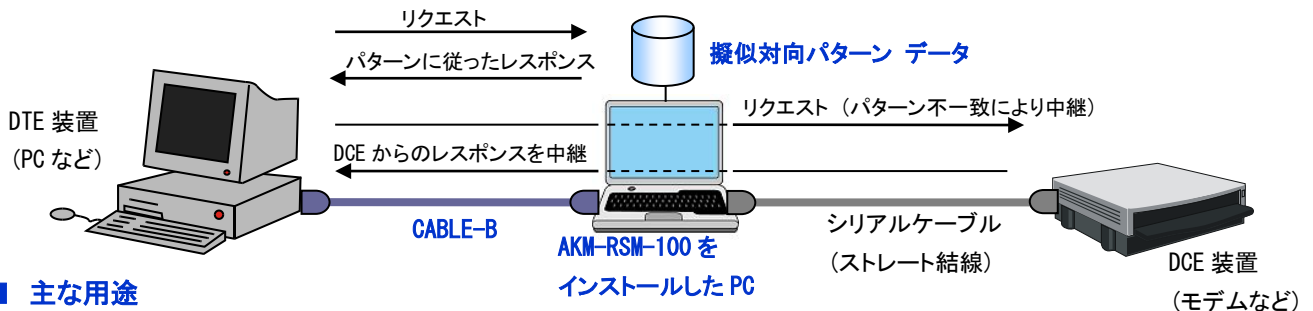 リクエスト
パターンに従ったレスポンス
擬似対向パターン データ
リクエスト (パターン不一致により中継)
DCE からのレスポンスを中継
DTE 装置
(PC など)
CABLE-B
AKM-RSM-100 を
インストールした PC
シリアルケーブル
(ストレート結線)
DCE 装置
(モデムなど)
■ 主な用途